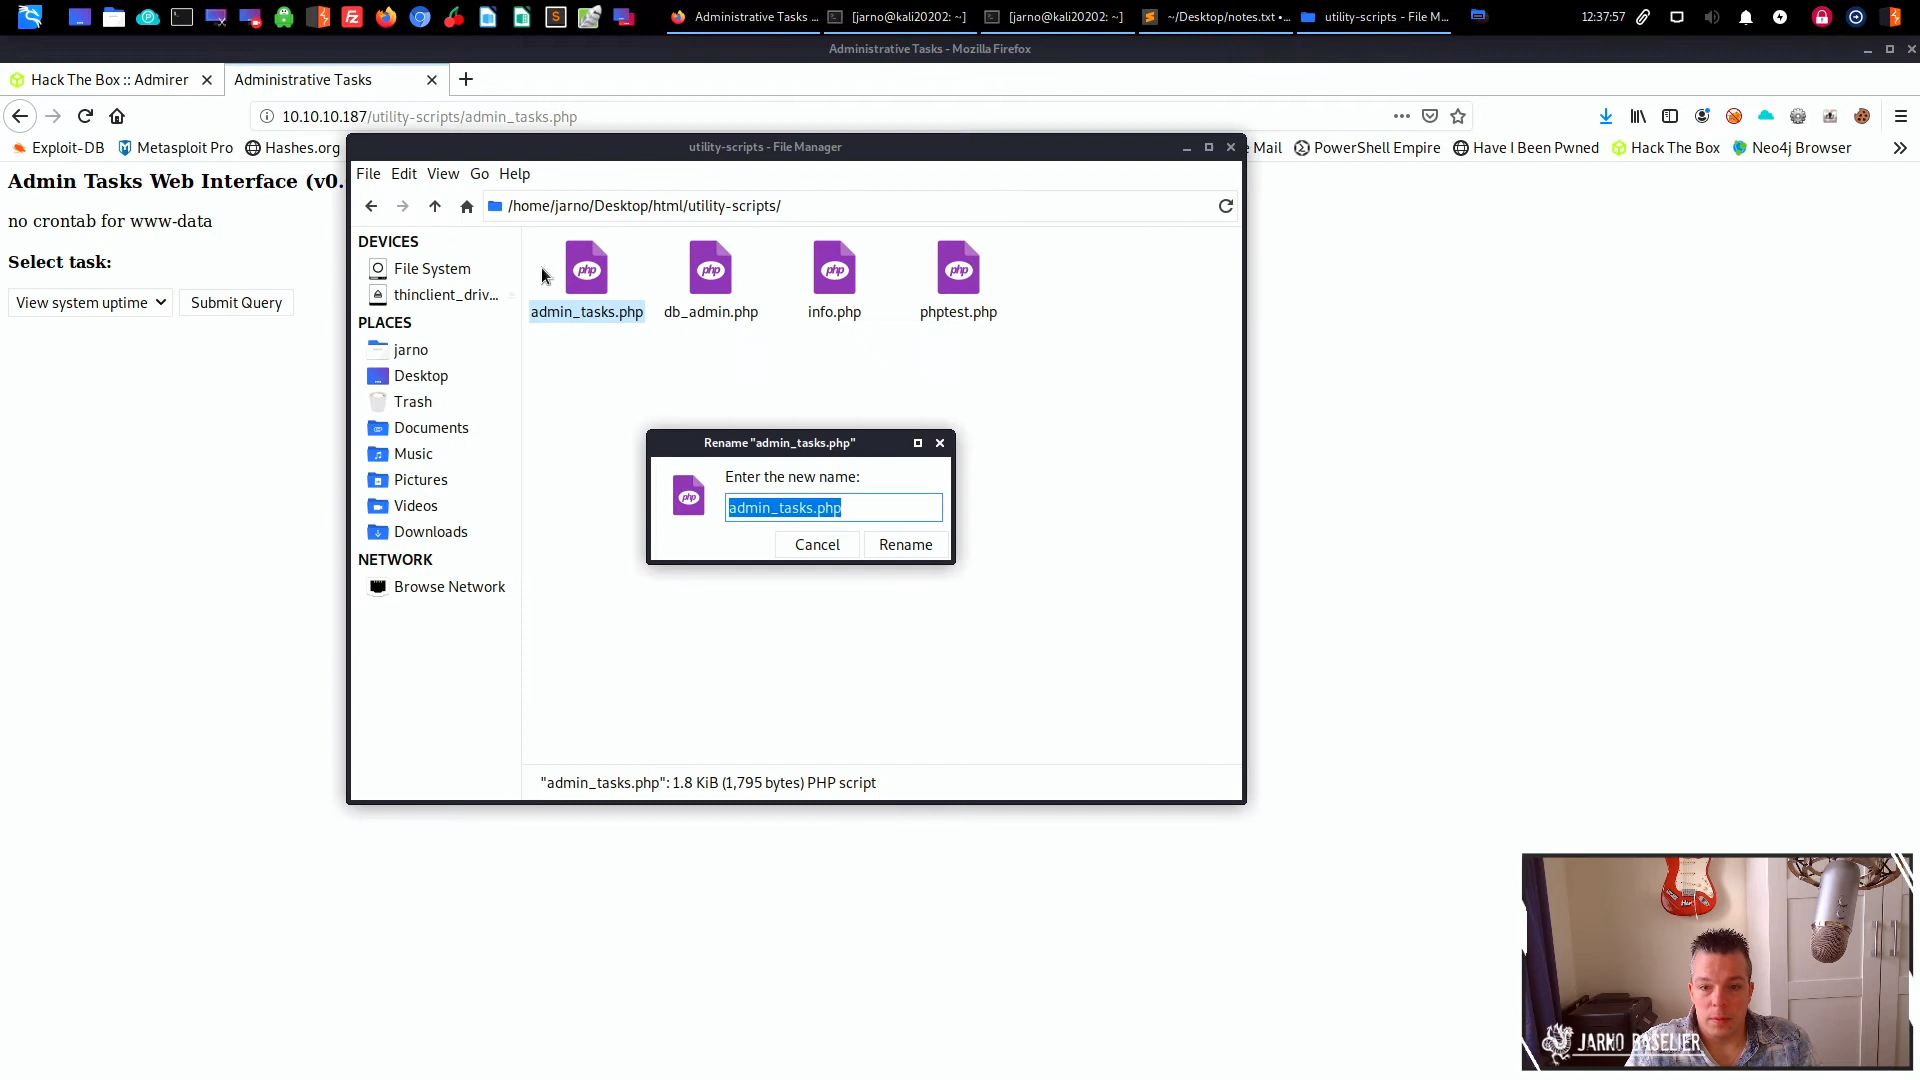 Administrative Tasks ...
[jarno@kali20202: ~]
[jarno@kali20202: ~]
~/Desktop/notes.txt •...
utility-scripts - File M...
12:37:57
Administrative Tasks - Mozilla Firefox
Hack The Box :: Admirer
Administrative Tasks
10.10.10.187/utility-scripts/admin_tasks.php
Exploit-DB
Metasploit Pro
Hashes.org
e Mail
PowerShell Empire
Have I Been Pwned
Hack The Box
Neo4j Browser
Admin Tasks Web Interface (v0.
no crontab for www-data
Select task:
View system uptime
Submit Query
utility-scripts - File Manager
File Edit View Go Help
/home/jarno/Desktop/html/utility-scripts/
DEVICES
File System
thinclient_driv...
PLACES
jarno
Desktop
Trash
Documents
Music
Pictures
Videos
Downloads
NETWORK
Browse Network
php
php
php
php
admin_tasks.php
db_admin.php
info.php
phptest.php
Rename "admin_tasks.php"
Enter the new name:
php
admin_tasks.php
Cancel
Rename
"admin_tasks.php": 1.8 KiB (1,795 bytes) PHP script
JARNO BASELIER